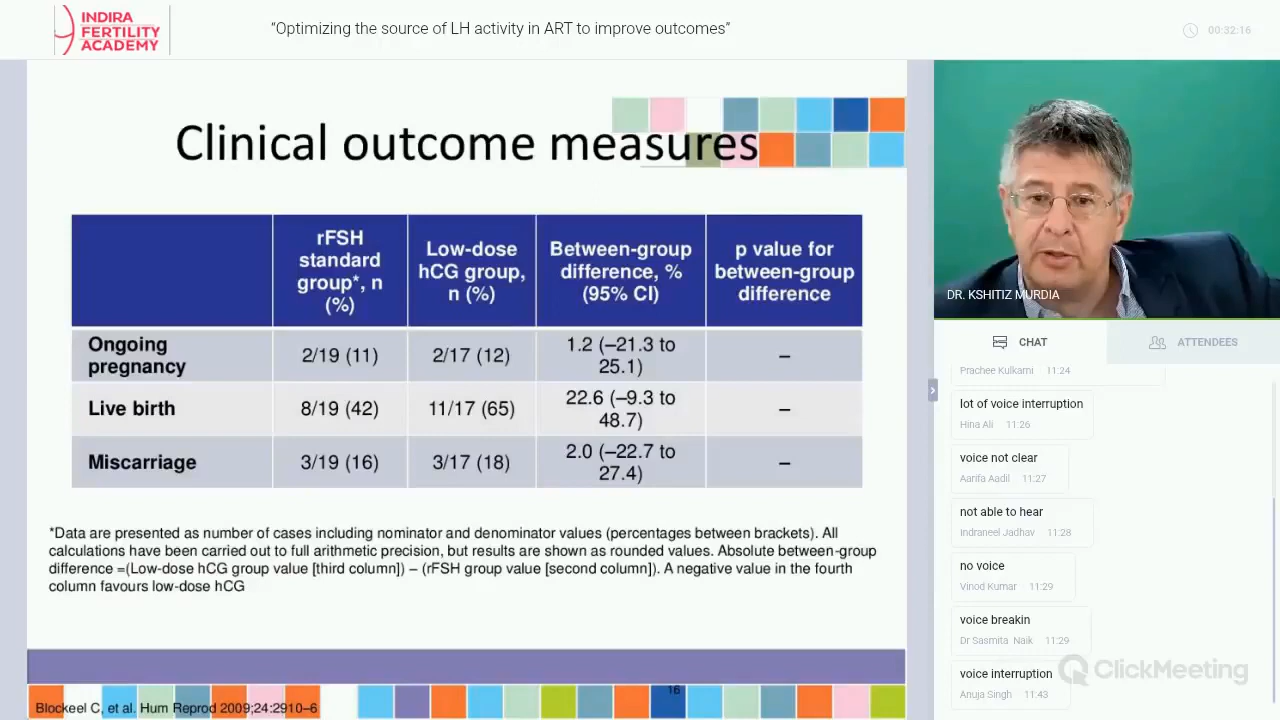 INDIRA
FERTILITY
ACADEMY
“Optimizing the source of LH activity in ART to improve outcomes”
00:32:16
Clinical outcome measures
rFSH standard group*, n (%)
Low-dose hCG group, n (%)
Between-group difference, % (95% CI)
p value for between-group difference
Ongoing pregnancy
2/19 (11)
2/17 (12)
1.2 (–21.3 to 25.1)
–
Live birth
8/19 (42)
11/17 (65)
22.6 (–9.3 to 48.7)
–
Miscarriage
3/19 (16)
3/17 (18)
2.0 (–22.7 to 27.4)
–
*Data are presented as number of cases including nominator and denominator values (percentages between brackets). All
calculations have been carried out to full arithmetic precision, but results are shown as rounded values. Absolute between-group
difference =(Low-dose hCG group value [third column]) – (rFSH group value [second column]). A negative value in the fourth
column favours low-dose hCG
16
Blockeel C, et al. Hum Reprod 2009;24:2910–6
DR. KSHITIZ MURDIA
CHAT
ATTENDEES
Prachee Kulkarni 11:24
lot of voice interruption
Hina Ali 11:26
voice not clear
Aarifa Aadil 11:27
not able to hear
Indraneel Jadhav 11:28
no voice
Vinod Kumar 11:29
voice breakin
Dr Sasmita Naik 11:29
voice interruption
Anuja Singh 11:43
ClickMeeting